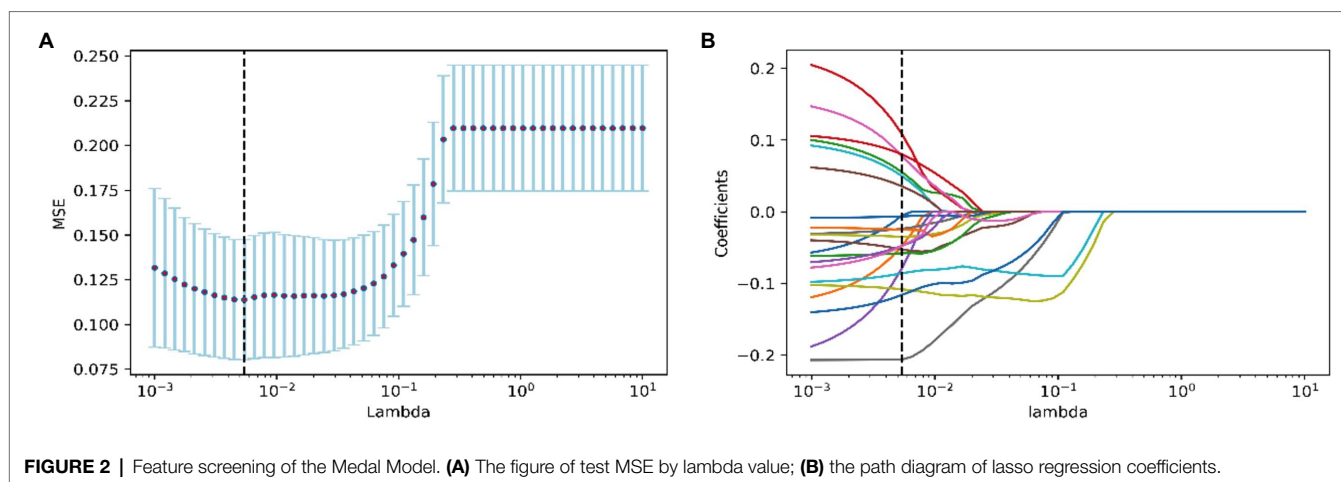 A
0.250
0.225
0.200
0.175
0.150
0.125
0.100
0.075
MSE
10⁻³ 10⁻² 10⁻¹ 10⁰ 10¹
Lambda
B
0.2
0.1
0.0
−0.1
−0.2
Coefficients
10⁻³ 10⁻² 10⁻¹ 10⁰ 10¹
lambda
FIGURE 2 | Feature screening of the Medal Model. (A) The figure of test MSE by lambda value; (B) the path diagram of lasso regression coefficients.